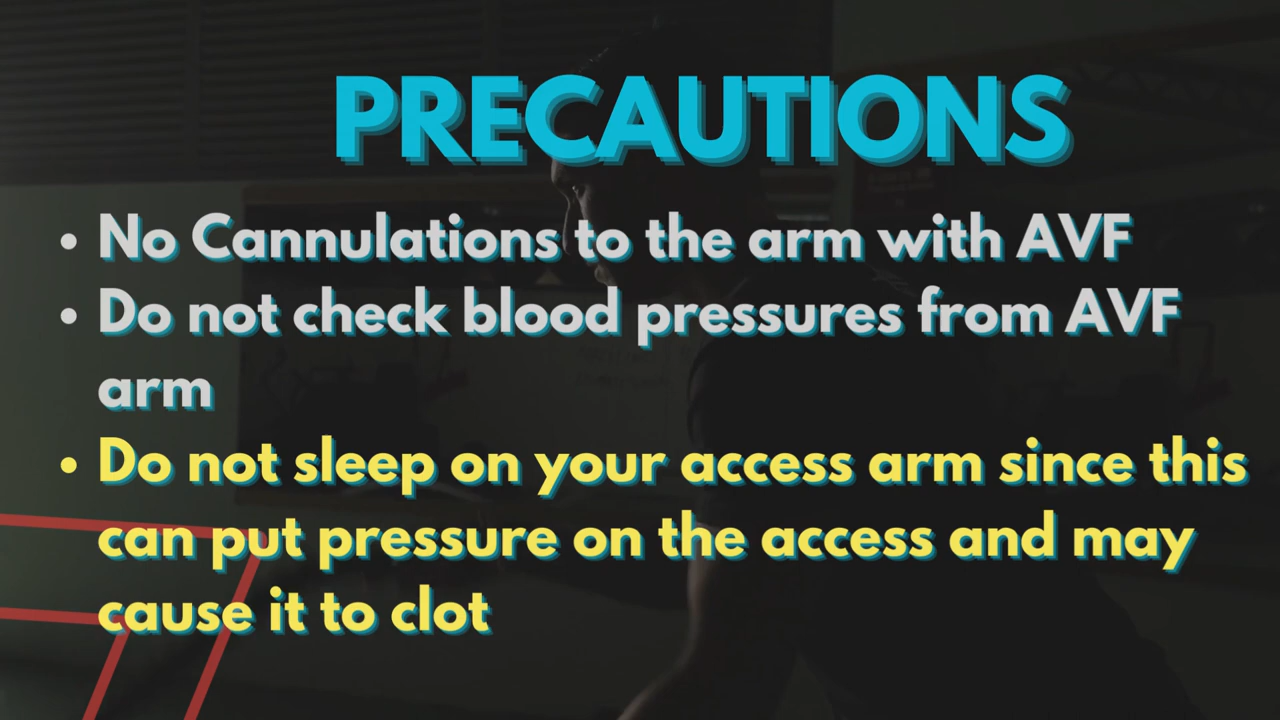 PRECAUTIONS
• No Cannulations to the arm with AVF
• Do not check blood pressures from AVF
arm
• Do not sleep on your access arm since this
can put pressure on the access and may
cause it to clot